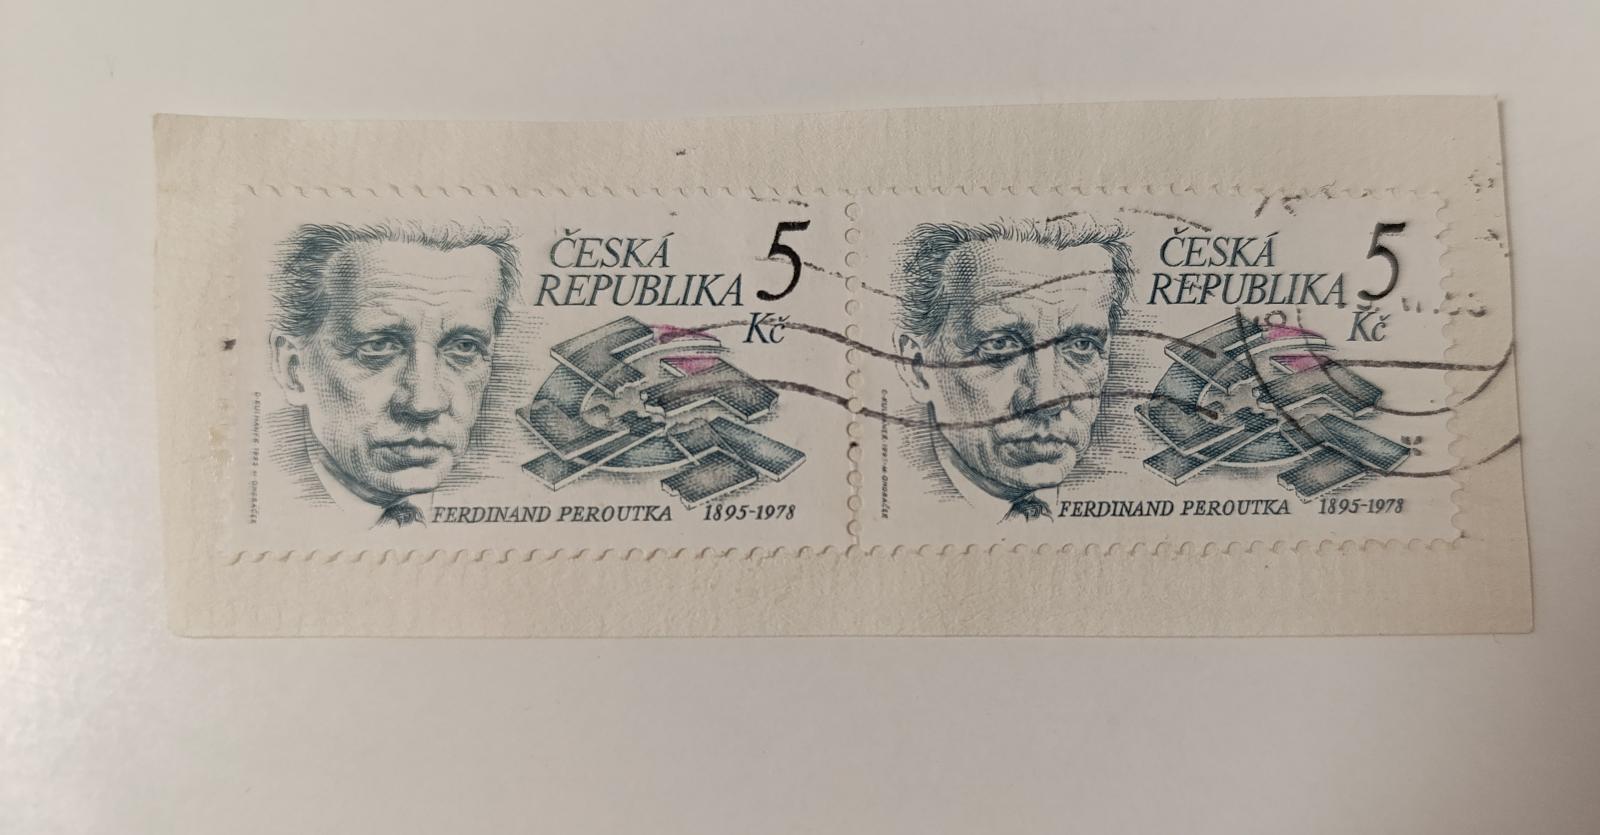 ČESKÁ
REPUBLIKA
5
Kč
FERDINAND PEROUTKA 1895-1978
ČESKÁ
REPUBLIKA
5
Kč
FERDINAND PEROUTKA 1895-1978